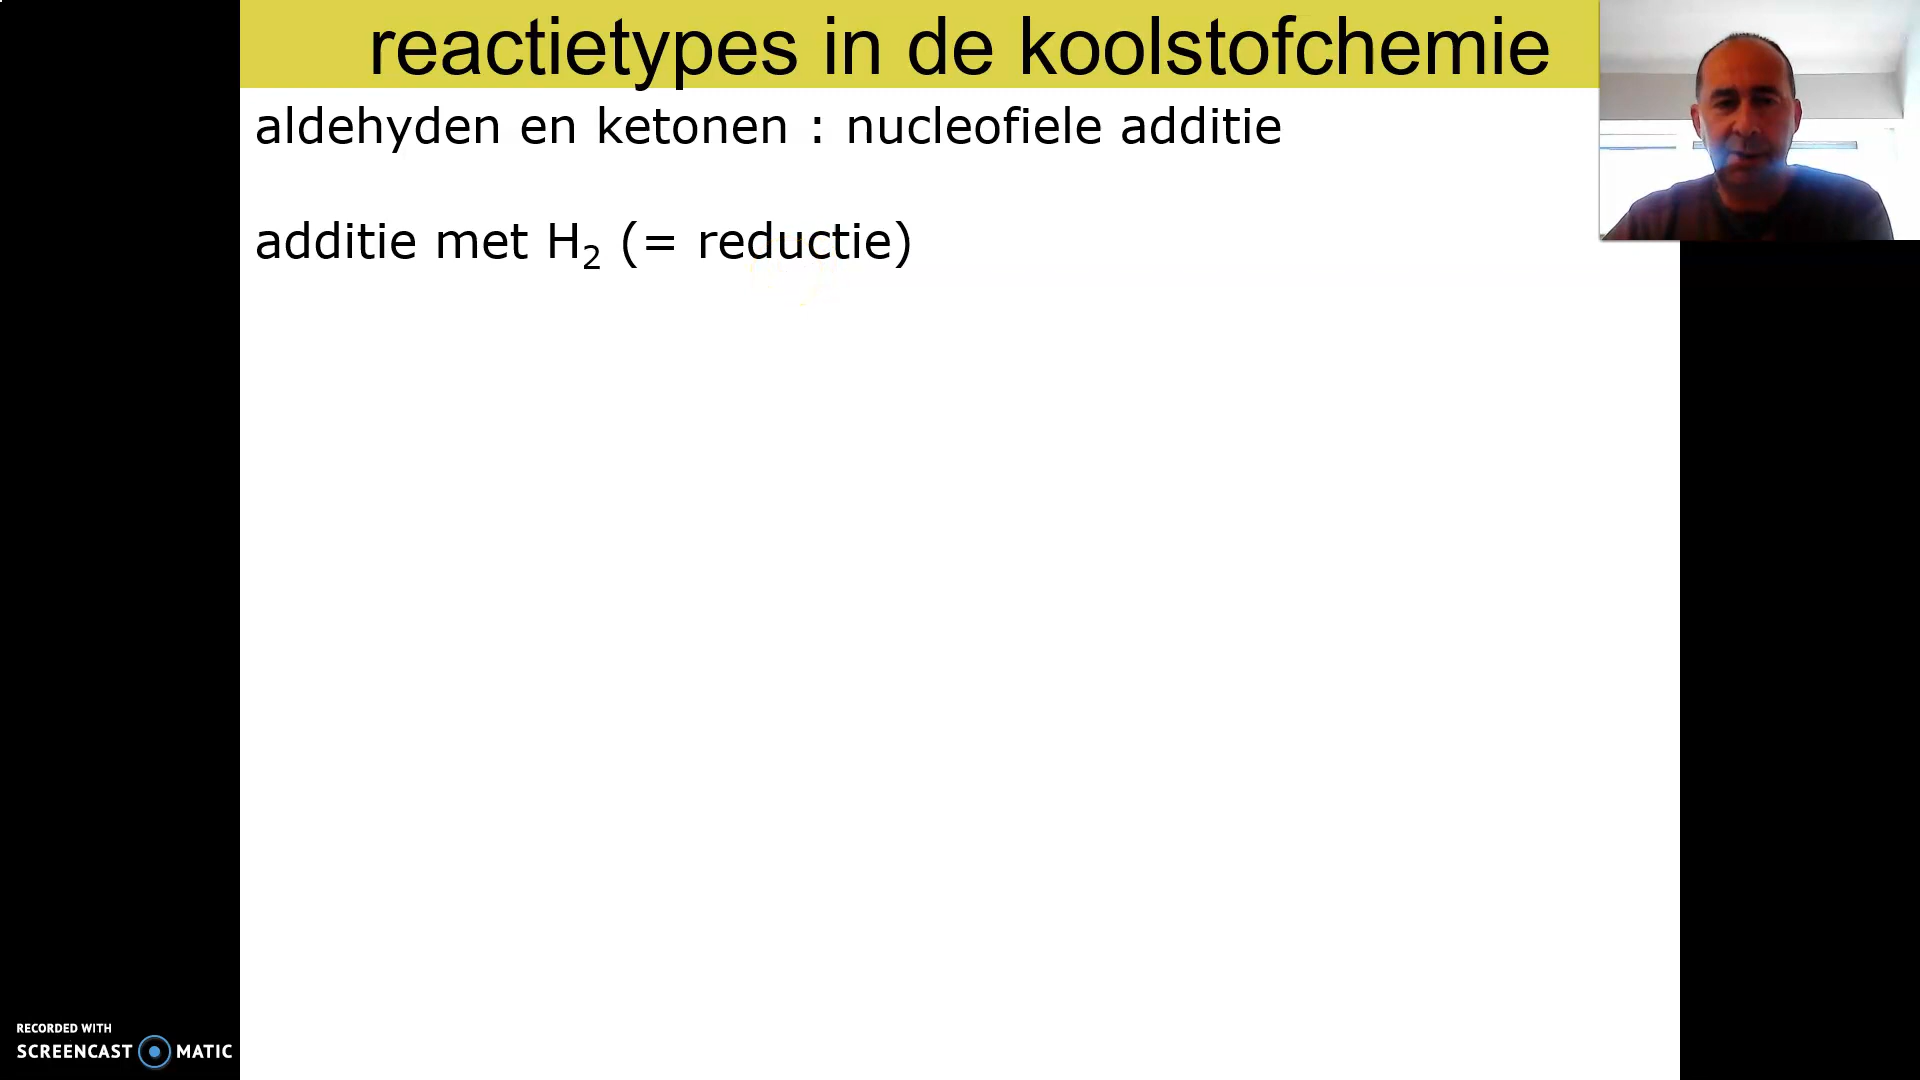 reactietypes in de koolstofchemie
aldehyden en ketonen : nucleofiele additie
additie met H₂ (= reductie)
RECORDED WITH
SCREENCAST MATIC